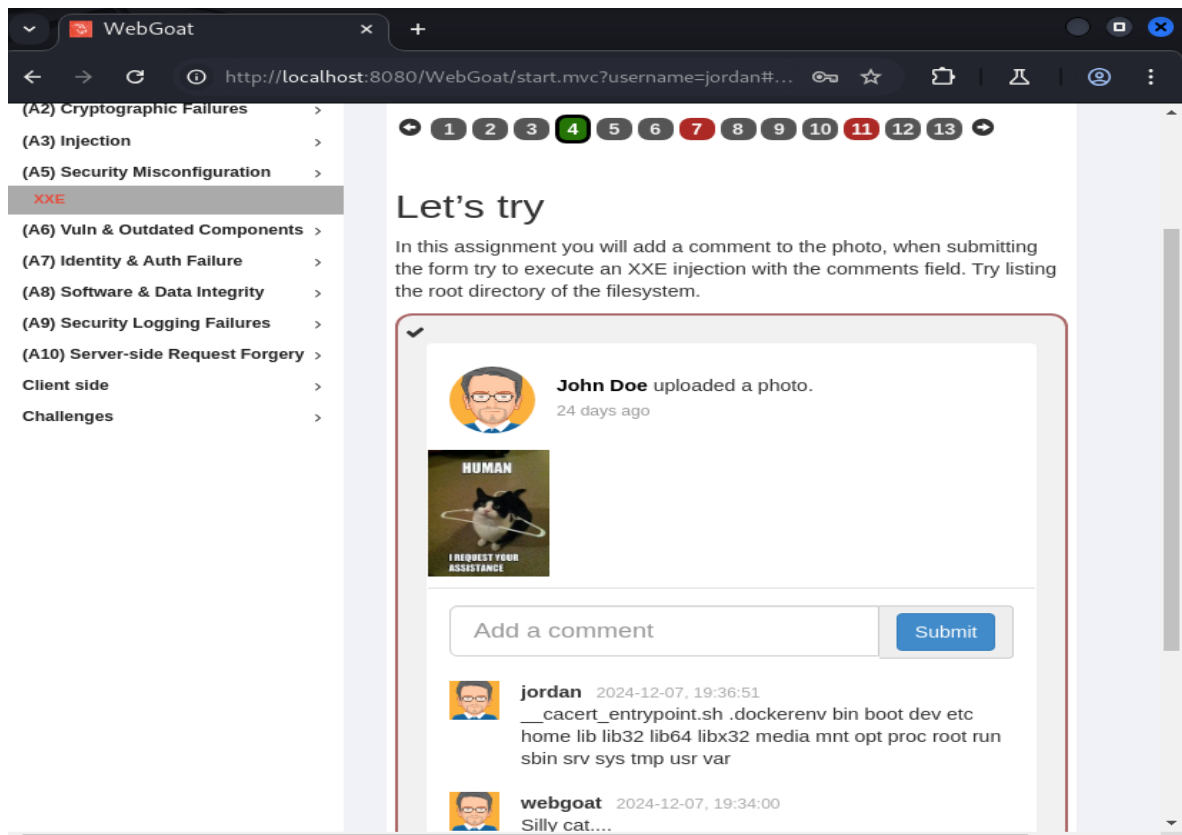 WebGoat
http://localhost:8080/WebGoat/start.mvc?username=jordan#...
(A2) Cryptographic Failures
(A3) Injection
(A5) Security Misconfiguration
XXE
(A6) Vuln & Outdated Components
(A7) Identity & Auth Failure
(A8) Software & Data Integrity
(A9) Security Logging Failures
(A10) Server-side Request Forgery
Client side
Challenges
1 2 3 4 5 6 7 8 9 10 11 12 13
Let's try
In this assignment you will add a comment to the photo, when submitting
the form try to execute an XXE injection with the comments field. Try listing
the root directory of the filesystem.
John Doe uploaded a photo.
24 days ago
HUMAN
I REQUEST YOUR
ASSISTANCE
Add a comment
Submit
jordan 2024-12-07, 19:36:51
__cacert_entrypoint.sh .dockerenv bin boot dev etc
home lib lib32 lib64 libx32 media mnt opt proc root run
sbin srv sys tmp usr var
webgoat 2024-12-07, 19:34:00
Silly cat....